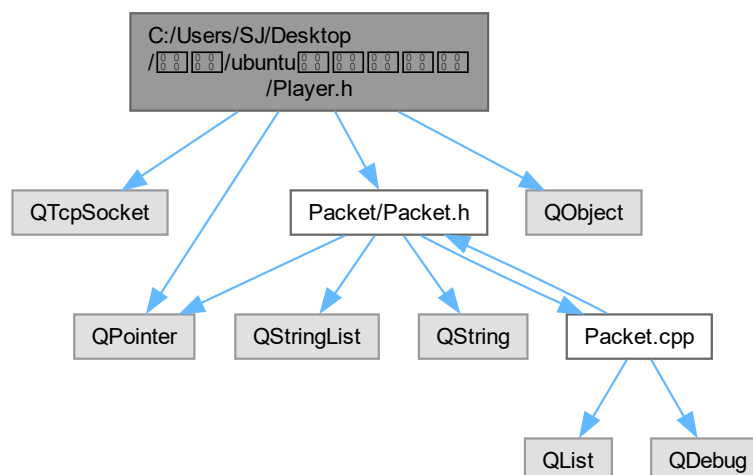 C:/Users/SJ/Desktop
/ubuntu
/Player.h
QTcpSocket
Packet/Packet.h
QObject
QPointer
QStringList
QString
Packet.cpp
QList
QDebug